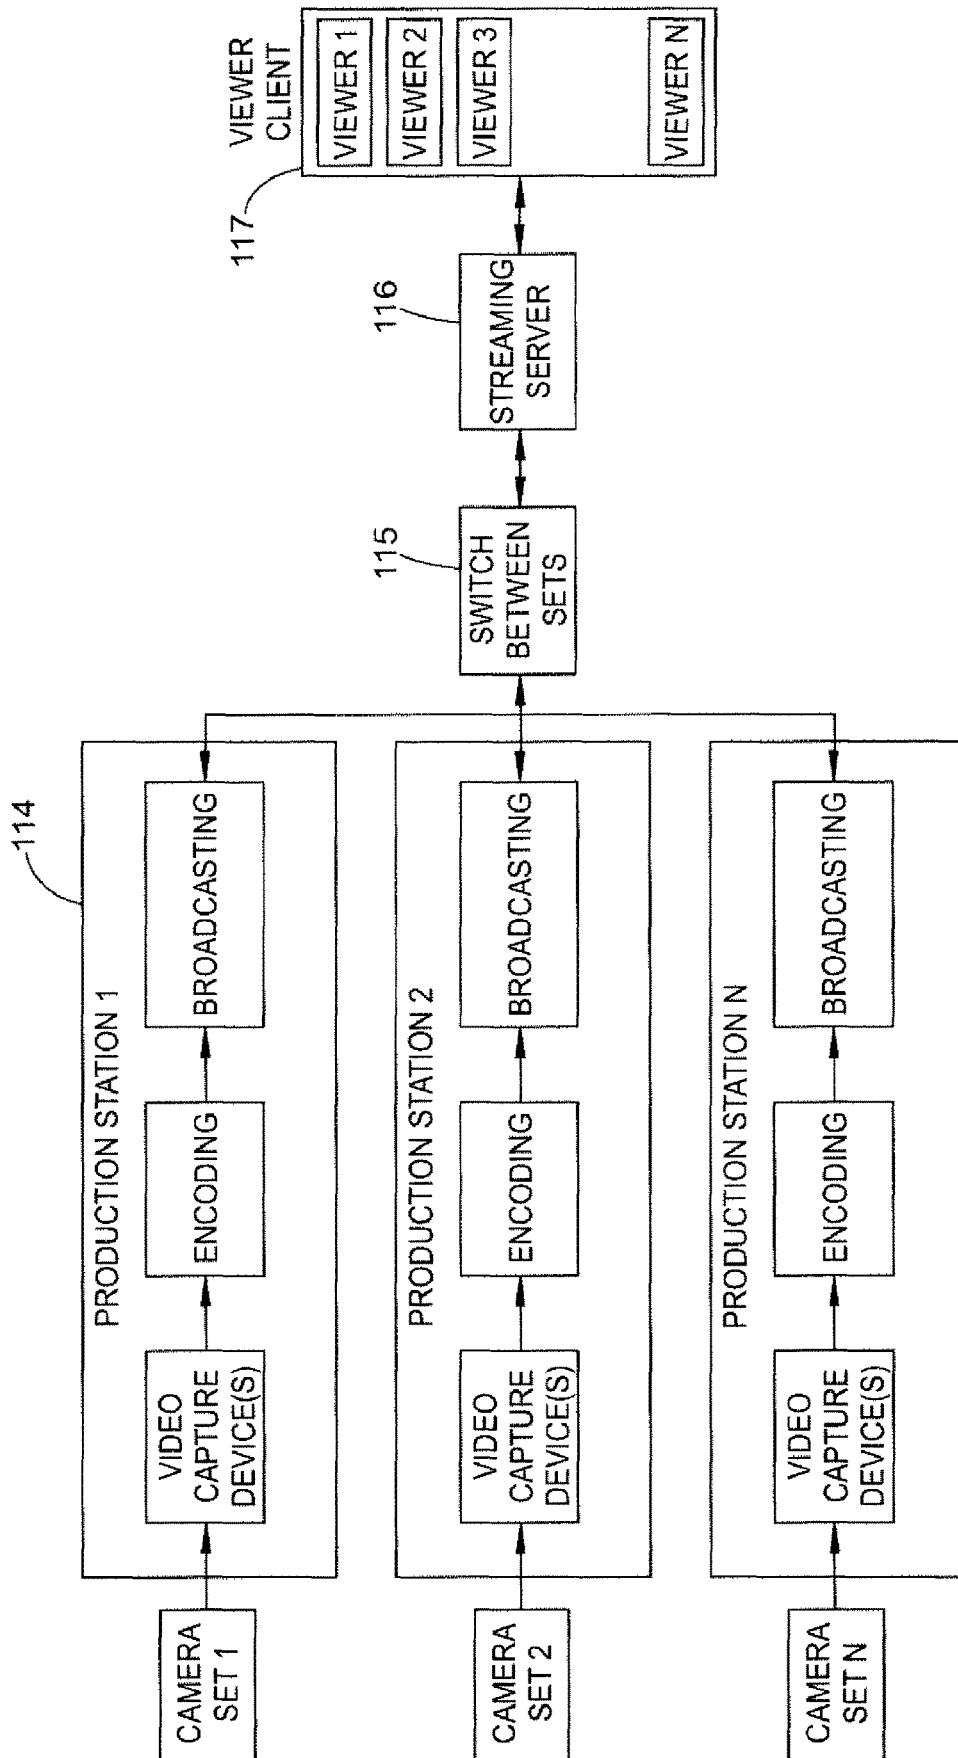 114
PRODUCTION STATION 1
CAMERA
SET 1
VIDEO
CAPTURE
DEVICE(S)
ENCODING
BROADCASTING
PRODUCTION STATION 2
CAMERA
SET 2
VIDEO
CAPTURE
DEVICE(S)
ENCODING
BROADCASTING
PRODUCTION STATION N
CAMERA
SET N
VIDEO
CAPTURE
DEVICE(S)
ENCODING
BROADCASTING
115
SWITCH
BETWEEN
SETS
116
STREAMING
SERVER
117
VIEWER
CLIENT
VIEWER 1
VIEWER 2
VIEWER 3
VIEWER N